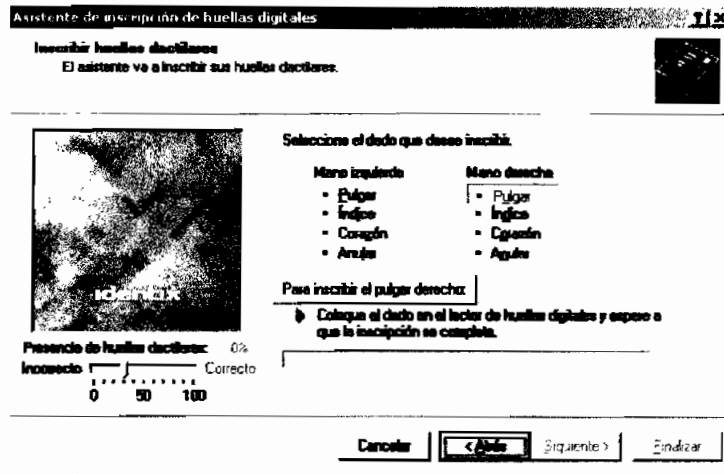 Asistente de inscripción de huellas digitales
Inscribir huellas dactilares
El asistente va a inscribir sus huellas dactilares.
Seleccione el dedo que desee inscribir.
Mano izquierda
Mano derecha
Pulgar
Pulgar
Índice
Índice
Corazón
Corazón
Anular
Anular
identix
Para inscribir el pulgar derecho:
Coloque el dedo en el lector de huellas digitales y espere a
que la inscripción se complete.
Presencia de huellas dactilares: 0%
Incorrecto
Correcto
0 50 100
Cancelar
< Atrás
Siguiente >
Finalizar